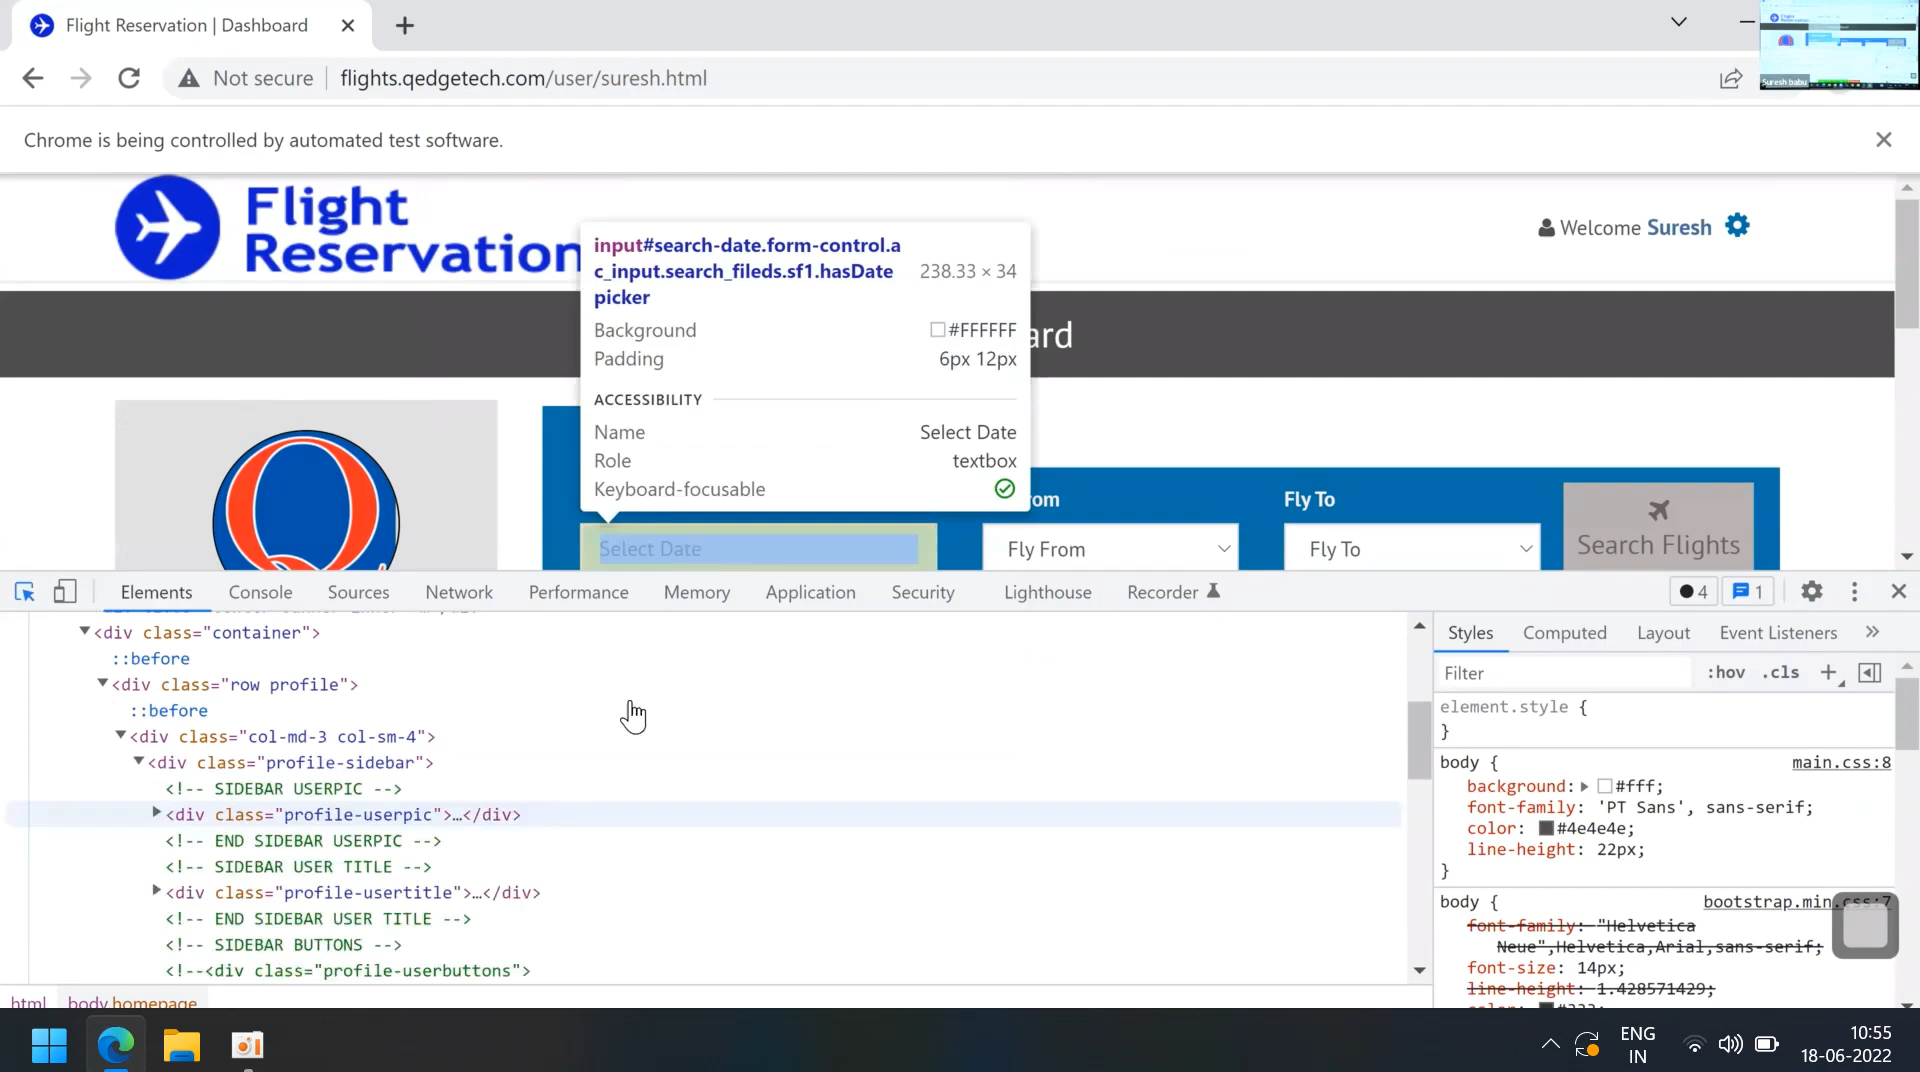 Flight Reservation | Dashboard
Not secure
flights.qedgetech.com/user/suresh.html
Suresh babu
Chrome is being controlled by automated test software.
Flight
Reservation
Welcome Suresh
input#search-date.form-control.a
c_input.search_fileds.sf1.hasDate
picker
238.33 × 34
Background #FFFFFF
Padding 6px 12px
ACCESSIBILITY
Name Select Date
Role textbox
Keyboard-focusable
ard
om
Fly To
Select Date
Fly From
Fly To
Search Flights
Elements Console Sources Network Performance Memory Application Security Lighthouse Recorder 4 1
<div class="container">
::before
<div class="row profile">
::before
<div class="col-md-3 col-sm-4">
<div class="profile-sidebar">
<!-- SIDEBAR USERPIC -->
<div class="profile-userpic">…</div>
<!-- END SIDEBAR USERPIC -->
<!-- SIDEBAR USER TITLE -->
<div class="profile-usertitle">…</div>
<!-- END SIDEBAR USER TITLE -->
<!-- SIDEBAR BUTTONS -->
<!--<div class="profile-userbuttons">
html body.homepage
Styles Computed Layout Event Listeners »
Filter :hov .cls +
element.style {
}
body { main.css:8
background: #fff;
font-family: 'PT Sans', sans-serif;
color: #4e4e4e;
line-height: 22px;
}
body { bootstrap.min.css:7
font-family: "Helvetica
Neue",Helvetica,Arial,sans-serif;
font-size: 14px;
line-height: 1.428571429;
color: #333;
ENG
IN
10:55
18-06-2022